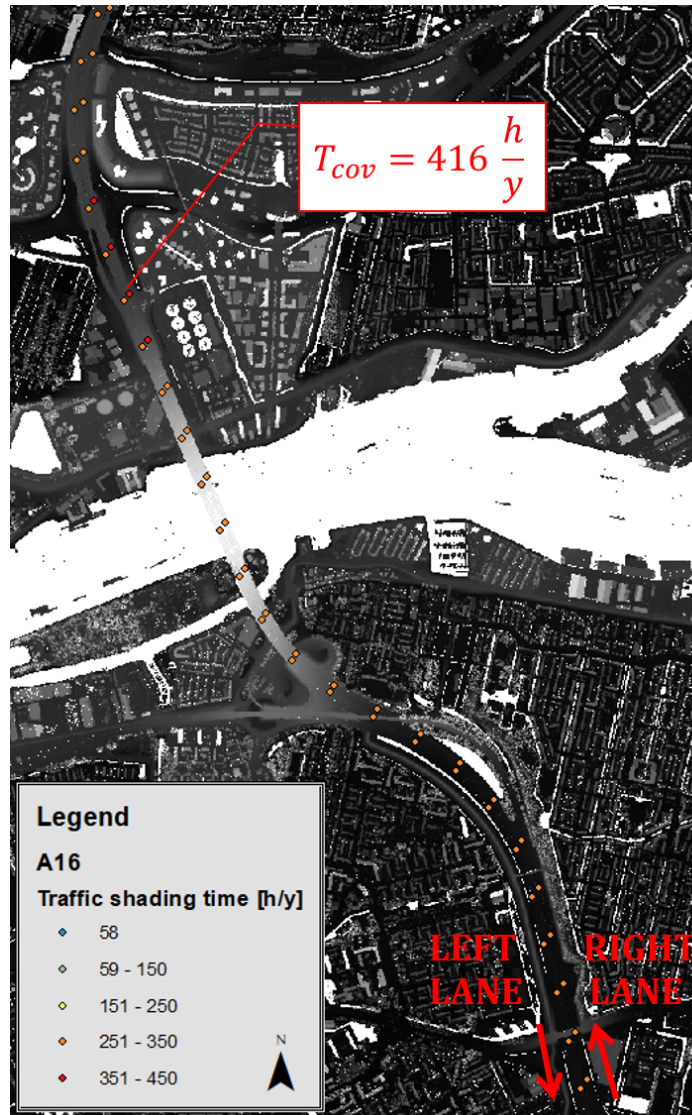 T_cov = 416 h/y
Legend
A16
Traffic shading time [h/y]
58
59 - 150
151 - 250
251 - 350
351 - 450
N
LEFT LANE
RIGHT LANE